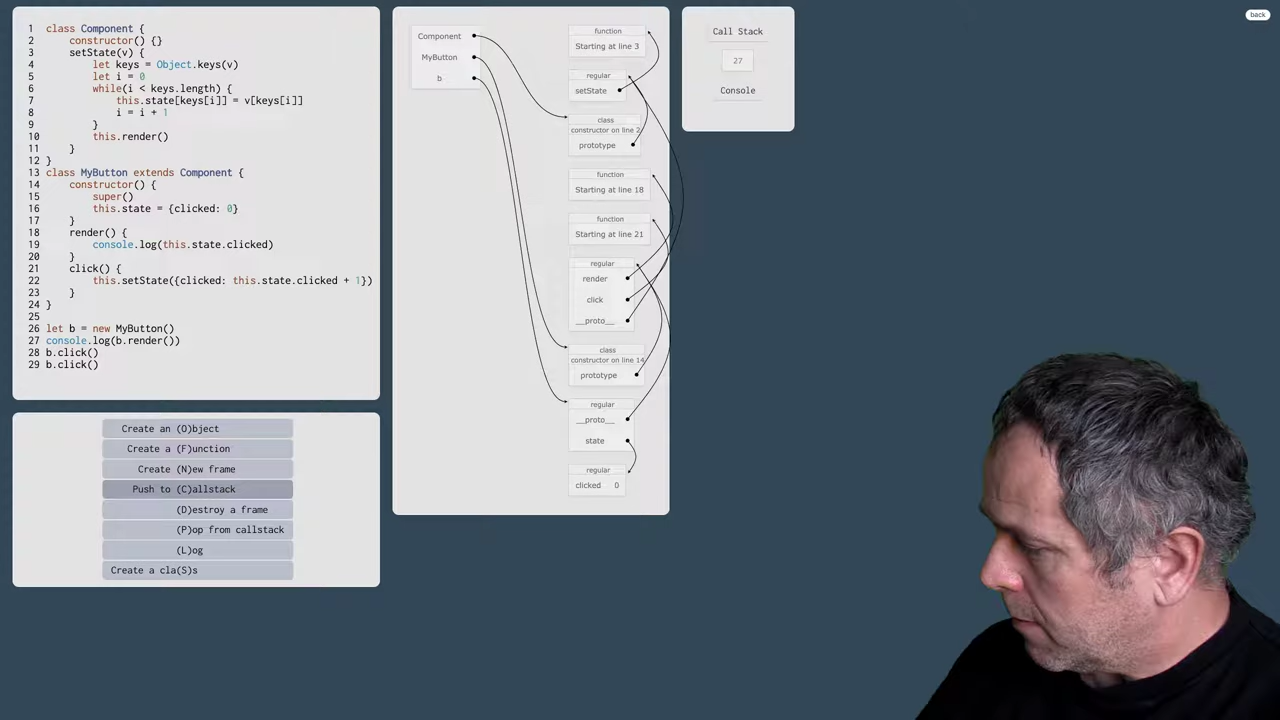 back
1 class Component {
2 constructor() {}
3 setState(v) {
4 let keys = Object.keys(v)
5 let i = 0
6 while(i < keys.length) {
7 this.state[keys[i]] = v[keys[i]]
8 i = i + 1
9 }
10 this.render()
11 }
12 }
13 class MyButton extends Component {
14 constructor() {
15 super()
16 this.state = {clicked: 0}
17 }
18 render() {
19 console.log(this.state.clicked)
20 }
21 click() {
22 this.setState({clicked: this.state.clicked + 1})
23 }
24 }
25
26 let b = new MyButton()
27 console.log(b.render())
28 b.click()
29 b.click()
Create an (O)bject
Create a (F)unction
Create (N)ew frame
Push to (C)allstack
(D)estroy a frame
(P)op from callstack
(L)og
Create a cla(S)s
Component
MyButton
b
function
Starting at line 3
regular
setState
class
constructor on line 2
prototype
function
Starting at line 18
function
Starting at line 21
regular
render
click
__proto__
class
constructor on line 14
prototype
regular
__proto__
state
regular
clicked 0
Call Stack
27
Console